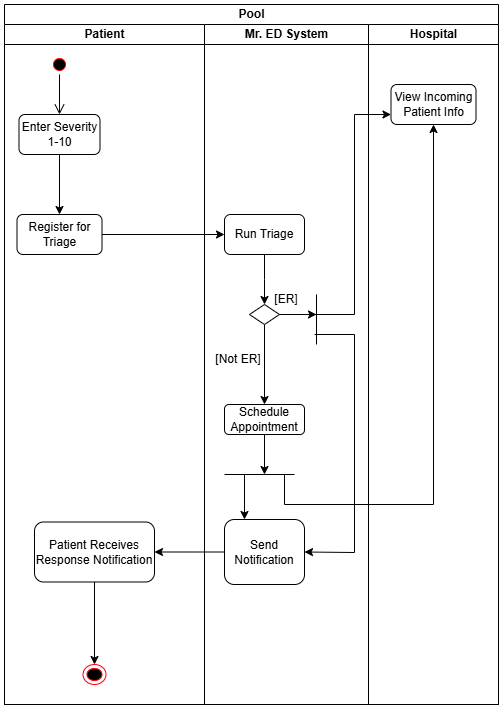 Pool
Patient
Mr. ED System
Hospital
View Incoming
Patient Info
Enter Severity
1-10
Register for
Triage
Run Triage
[ER]
[Not ER]
Schedule
Appointment
Patient Receives
Response Notification
Send
Notification